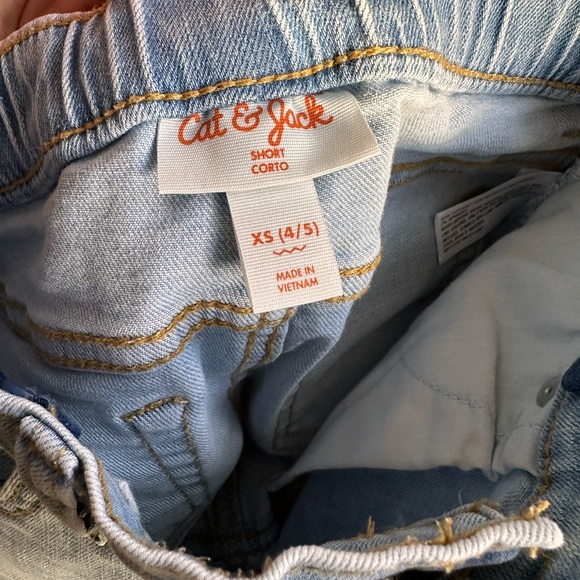 Cat & Jack
SHORT
CORTO
XS (4/5)
MADE IN
VIETNAM